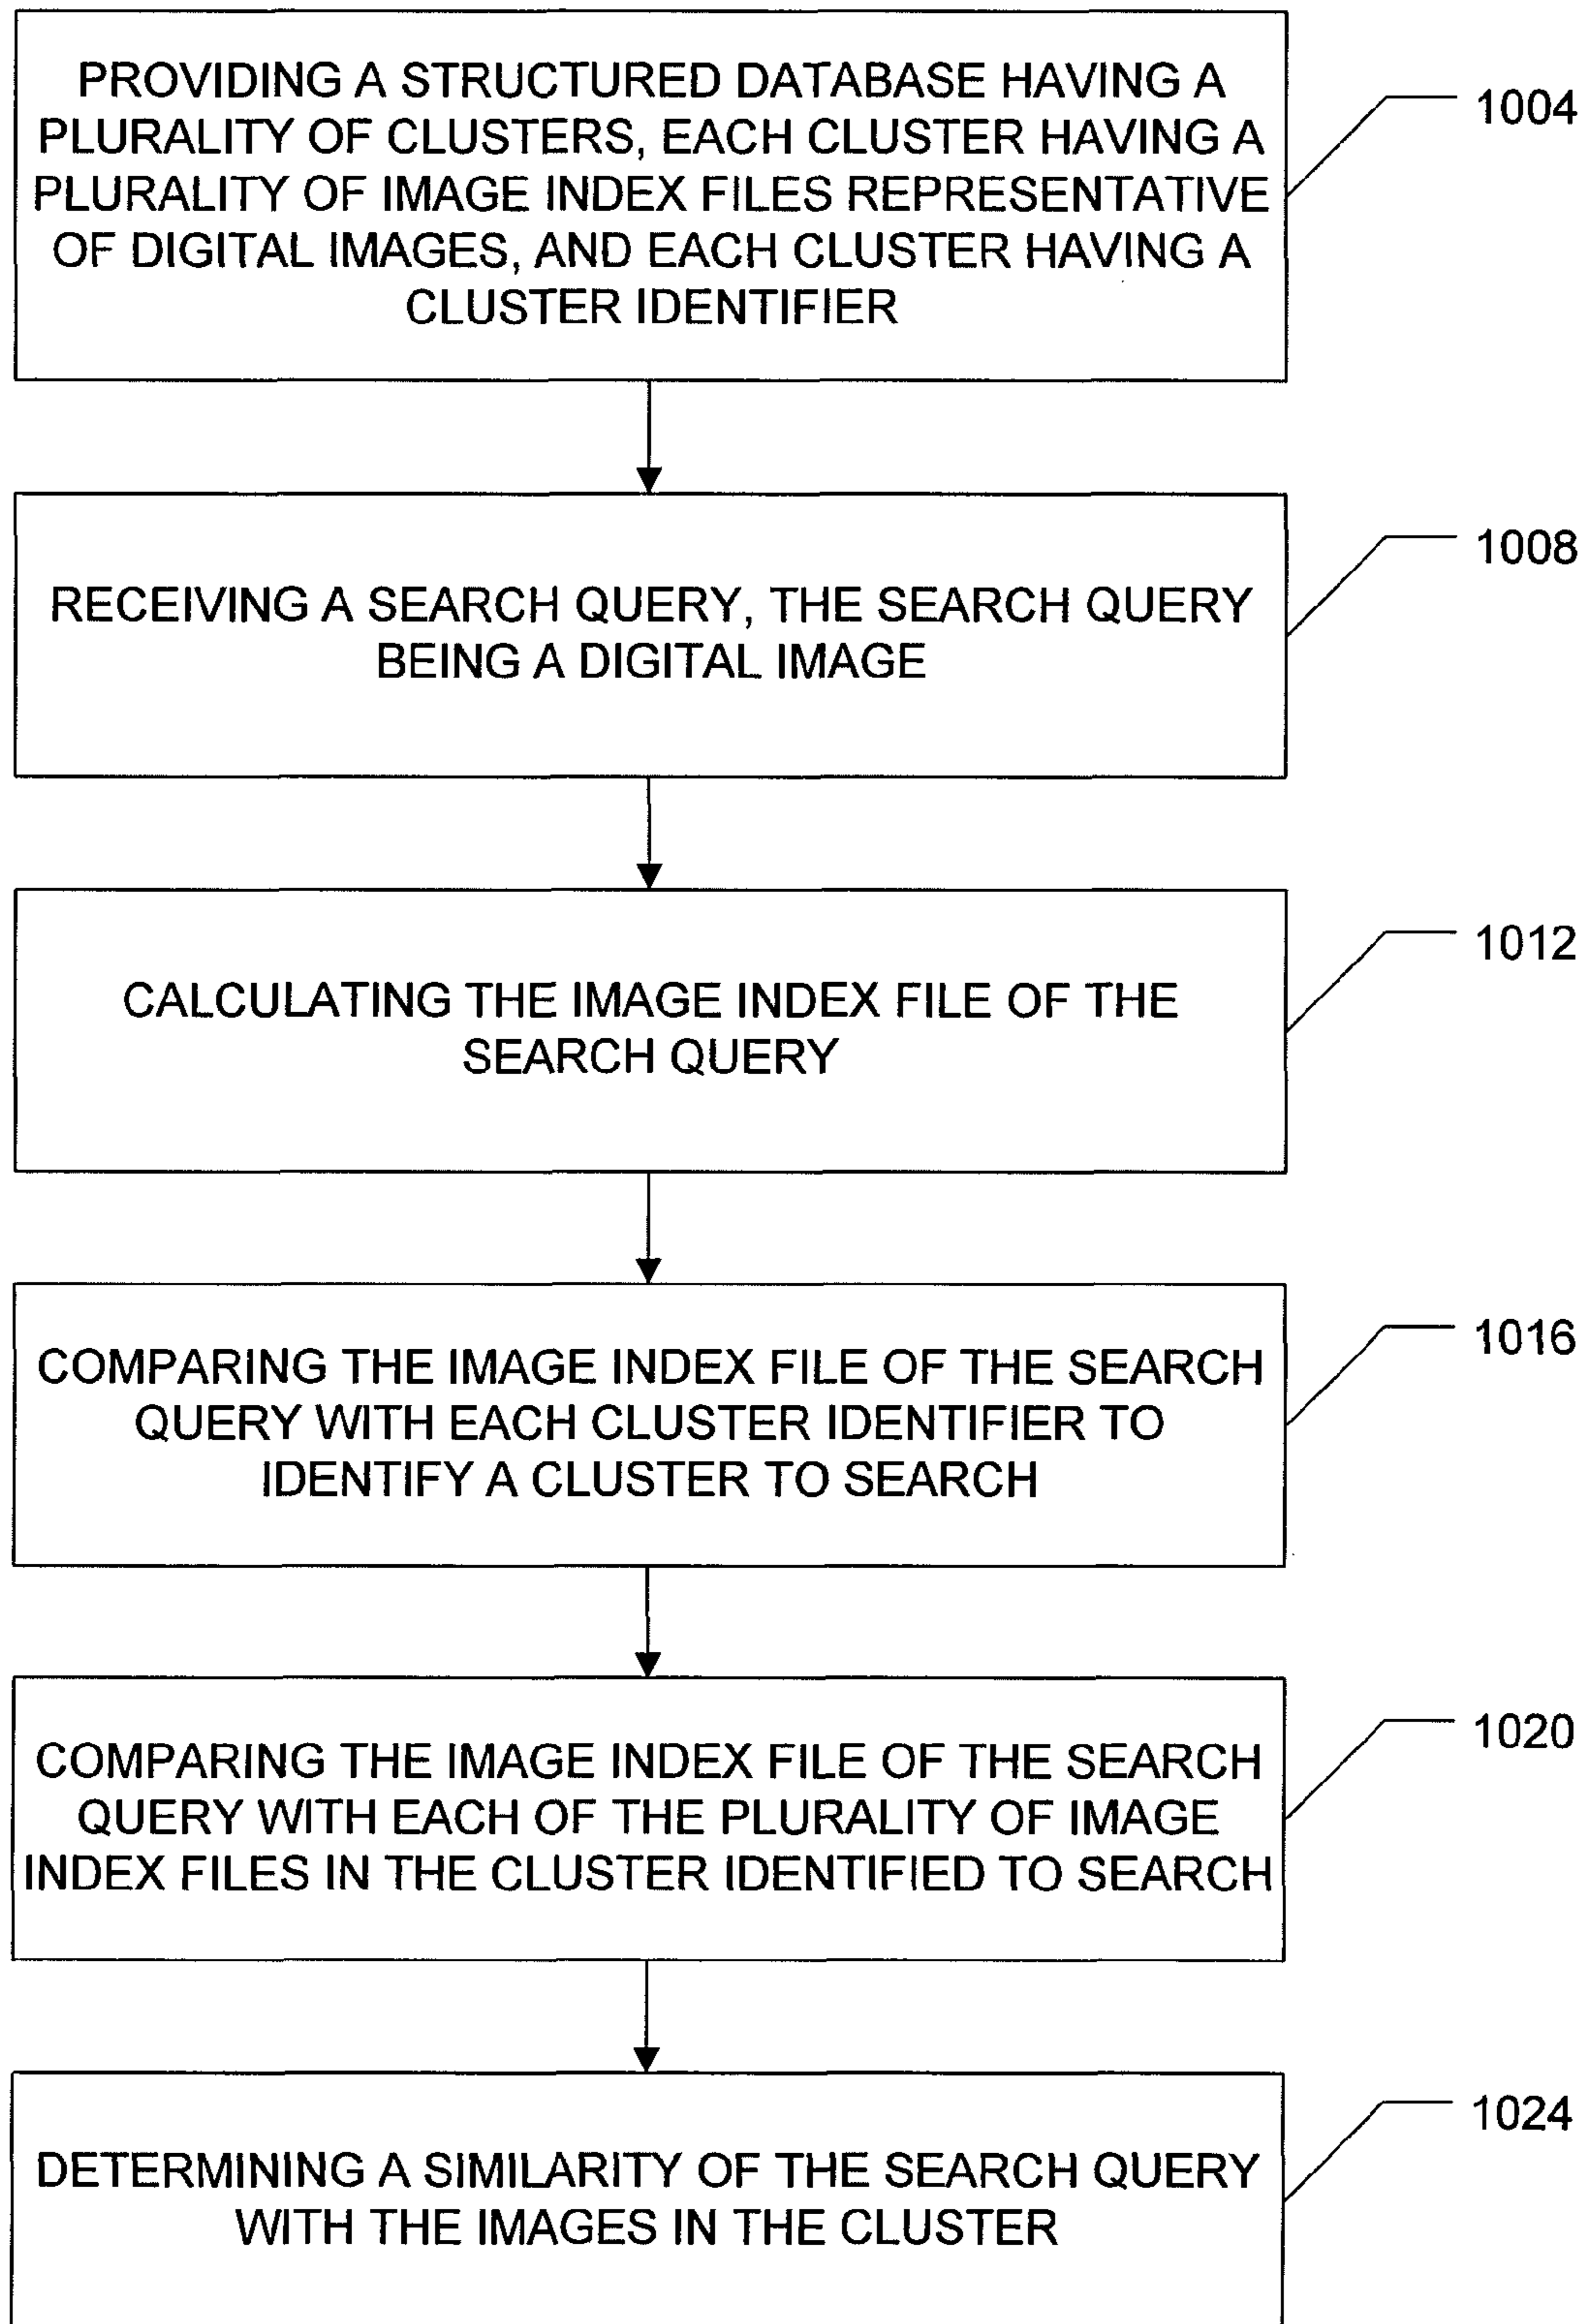 PROVIDING A STRUCTURED DATABASE HAVING A
PLURALITY OF CLUSTERS, EACH CLUSTER HAVING A
PLURALITY OF IMAGE INDEX FILES REPRESENTATIVE
OF DIGITAL IMAGES, AND EACH CLUSTER HAVING A
CLUSTER IDENTIFIER
1004
RECEIVING A SEARCH QUERY, THE SEARCH QUERY
BEING A DIGITAL IMAGE
1008
CALCULATING THE IMAGE INDEX FILE OF THE
SEARCH QUERY
1012
COMPARING THE IMAGE INDEX FILE OF THE SEARCH
QUERY WITH EACH CLUSTER IDENTIFIER TO
IDENTIFY A CLUSTER TO SEARCH
1016
COMPARING THE IMAGE INDEX FILE OF THE SEARCH
QUERY WITH EACH OF THE PLURALITY OF IMAGE
INDEX FILES IN THE CLUSTER IDENTIFIED TO SEARCH
1020
DETERMINING A SIMILARITY OF THE SEARCH QUERY
WITH THE IMAGES IN THE CLUSTER
1024